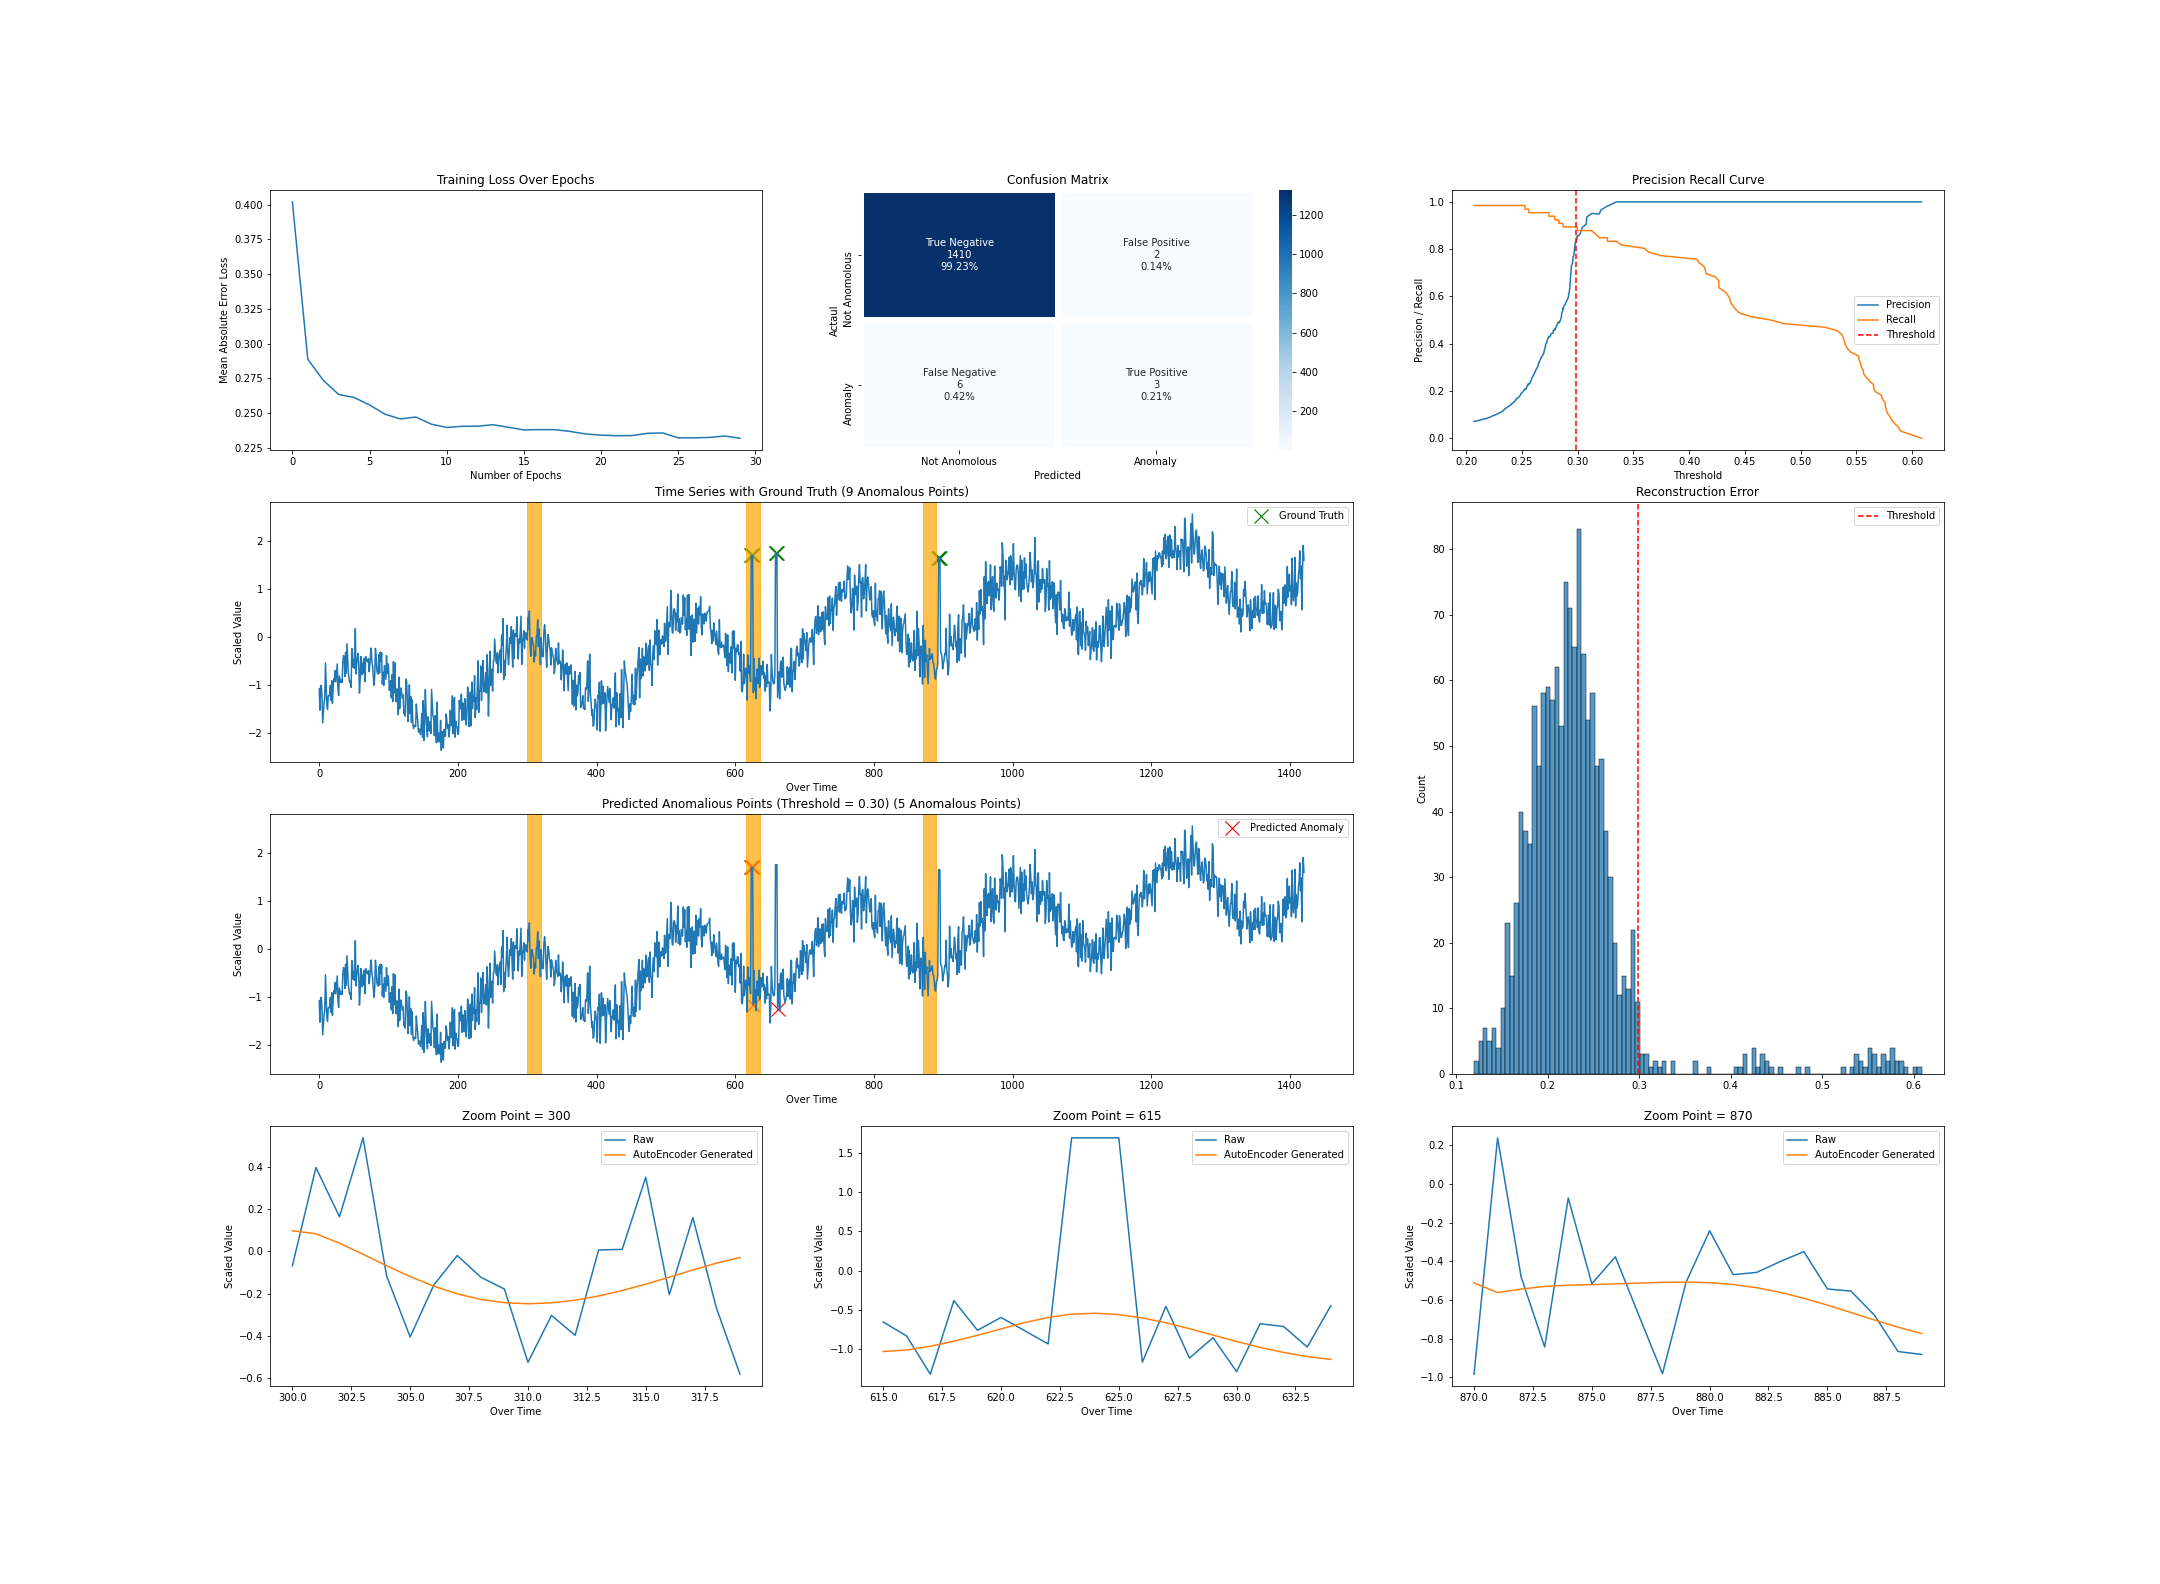 Training Loss Over Epochs
0.400
0.375
0.350
0.325
0.300
0.275
0.250
0.225
Mean Absolute Error Loss
0 5 10 15 20 25 30
Number of Epochs
Confusion Matrix
True Negative
1410
99.23%
False Positive
2
0.14%
False Negative
6
0.42%
True Positive
3
0.21%
Actaul
Not Anomolous
Anomaly
Not Anomolous Anomaly
Predicted
1200
1000
800
600
400
200
Precision Recall Curve
1.0
0.8
0.6
0.4
0.2
0.0
Precision / Recall
Precision
Recall
Threshold
0.20 0.25 0.30 0.35 0.40 0.45 0.50 0.55 0.60
Threshold
Time Series with Ground Truth (9 Anomalous Points)
Ground Truth
2
1
0
−1
−2
Scaled Value
0 200 400 600 800 1000 1200 1400
Over Time
Reconstruction Error
Threshold
80
70
60
50
40
30
20
10
0
Count
0.1 0.2 0.3 0.4 0.5 0.6
Predicted Anomalious Points (Threshold = 0.30) (5 Anomalous Points)
Predicted Anomaly
2
1
0
−1
−2
Scaled Value
0 200 400 600 800 1000 1200 1400
Over Time
Zoom Point = 300
Raw
AutoEncoder Generated
0.4
0.2
0.0
−0.2
−0.4
−0.6
Scaled Value
300.0 302.5 305.0 307.5 310.0 312.5 315.0 317.5
Over Time
Zoom Point = 615
Raw
AutoEncoder Generated
1.5
1.0
0.5
0.0
−0.5
−1.0
Scaled Value
615.0 617.5 620.0 622.5 625.0 627.5 630.0 632.5
Over Time
Zoom Point = 870
Raw
AutoEncoder Generated
0.2
0.0
−0.2
−0.4
−0.6
−0.8
−1.0
Scaled Value
870.0 872.5 875.0 877.5 880.0 882.5 885.0 887.5
Over Time